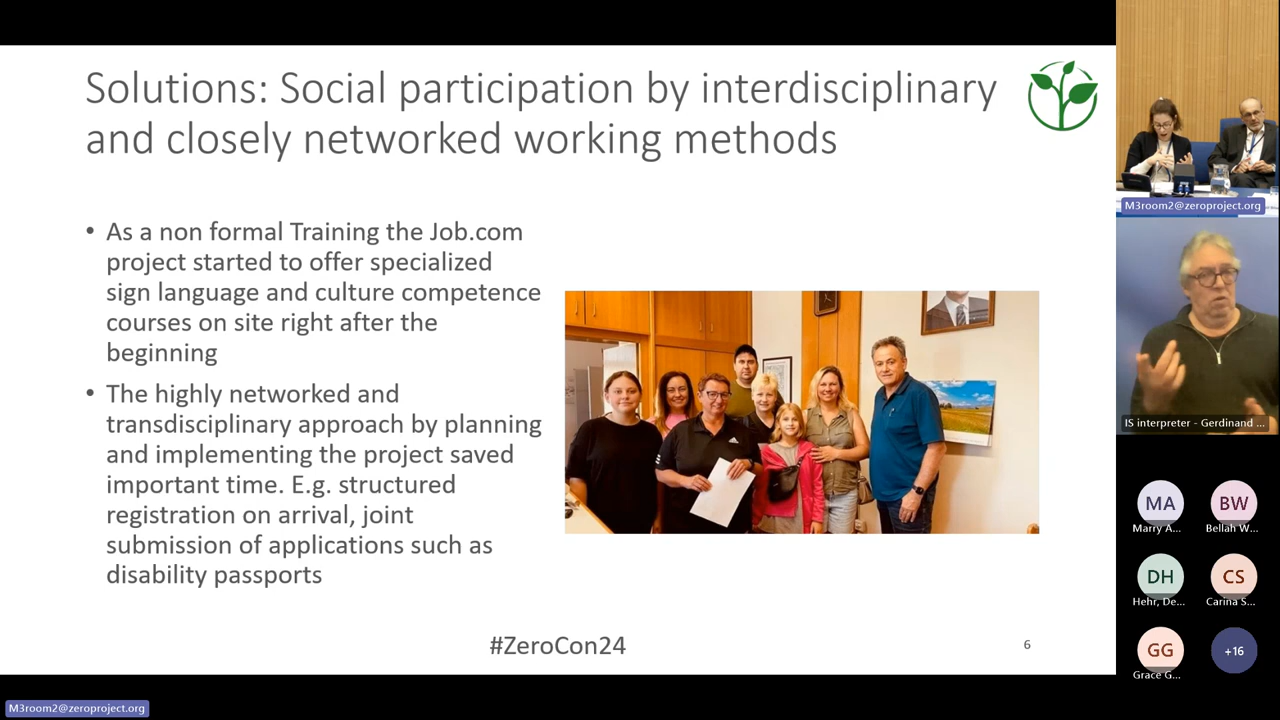 Solutions: Social participation by interdisciplinary
and closely networked working methods
• As a non formal Training the Job.com
project started to offer specialized
sign language and culture competence
courses on site right after the
beginning
• The highly networked and
transdisciplinary approach by planning
and implementing the project saved
important time. E.g. structured
registration on arrival, joint
submission of applications such as
disability passports
#ZeroCon24
6
M3room2@zeroproject.org
IS interpreter - Gerdinand ...
MA
Marry A...
BW
Bellah W...
DH
Hehr, De...
CS
Carina S...
GG
Grace G...
+16
M3room2@zeroproject.org